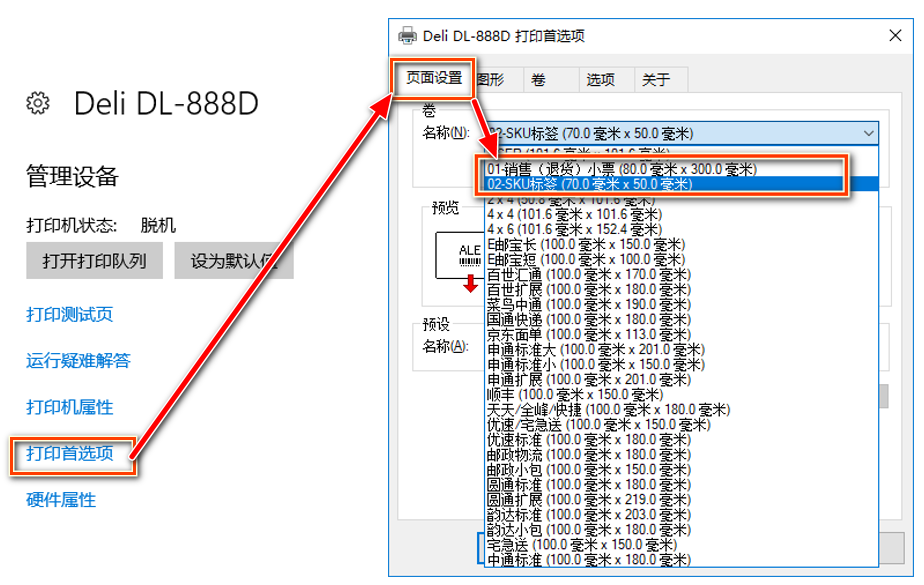 Deli DL-888D
管理设备
打印机状态: 脱机
打开打印队列
设为默认值
打印测试页
运行疑难解答
打印机属性
打印首选项
硬件属性
Deli DL-888D 打印首选项
页面设置
图形
卷
选项
关于
卷
名称(N):
02-SKU标签 (70.0 毫米 x 50.0 毫米)
USER (101.6 毫米 x 101.6 毫米)
01-销售（退货）小票 (80.0 毫米 x 300.0 毫米)
02-SKU标签 (70.0 毫米 x 50.0 毫米)
2 x 4 (50.8 毫米 x 101.6 毫米)
4 x 4 (101.6 毫米 x 101.6 毫米)
4 x 6 (101.6 毫米 x 152.4 毫米)
E邮宝长 (100.0 毫米 x 150.0 毫米)
E邮宝短 (100.0 毫米 x 100.0 毫米)
百世汇通 (100.0 毫米 x 170.0 毫米)
百世扩展 (100.0 毫米 x 180.0 毫米)
菜鸟中通 (100.0 毫米 x 190.0 毫米)
国通快递 (100.0 毫米 x 180.0 毫米)
京东面单 (100.0 毫米 x 113.0 毫米)
申通标准大 (100.0 毫米 x 201.0 毫米)
申通标准小 (100.0 毫米 x 150.0 毫米)
申通扩展 (100.0 毫米 x 201.0 毫米)
顺丰 (100.0 毫米 x 150.0 毫米)
天天/全峰/快捷 (100.0 毫米 x 180.0 毫米)
优速/宅急送 (100.0 毫米 x 150.0 毫米)
优速标准 (100.0 毫米 x 180.0 毫米)
邮政物流 (100.0 毫米 x 180.0 毫米)
邮政小包 (100.0 毫米 x 150.0 毫米)
圆通标准 (100.0 毫米 x 180.0 毫米)
圆通扩展 (100.0 毫米 x 219.0 毫米)
韵达标准 (100.0 毫米 x 203.0 毫米)
韵达小包 (100.0 毫米 x 180.0 毫米)
宅急送 (100.0 毫米 x 150.0 毫米)
中通标准 (100.0 毫米 x 180.0 毫米)
预览
ALE
预设
名称(A):